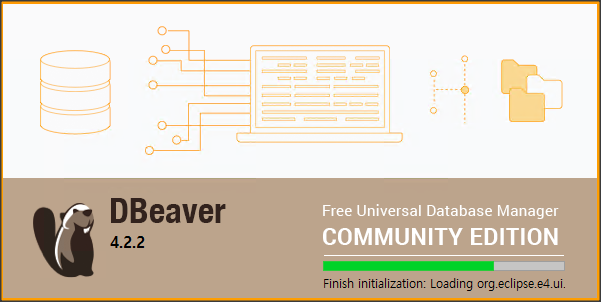 DBeaver
4.2.2
Free Universal Database Manager
COMMUNITY EDITION
Finish initialization: Loading org.eclipse.e4.ui.